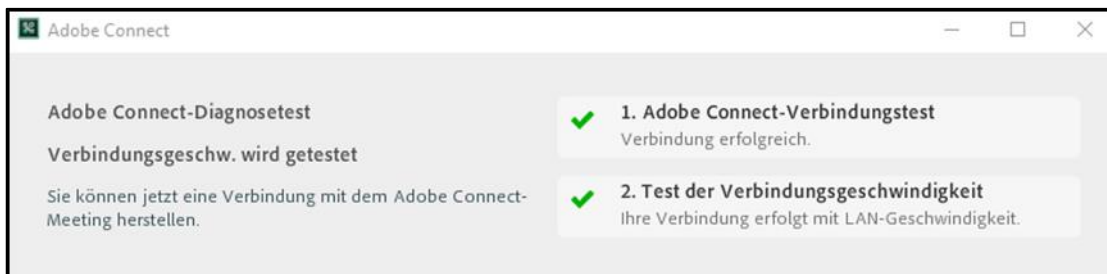 Adobe Connect
Adobe Connect-Diagnosetest
Verbindungsgeschw. wird getestet
Sie können jetzt eine Verbindung mit dem Adobe Connect-
Meeting herstellen.
1. Adobe Connect-Verbindungstest
Verbindung erfolgreich.
2. Test der Verbindungsgeschwindigkeit
Ihre Verbindung erfolgt mit LAN-Geschwindigkeit.